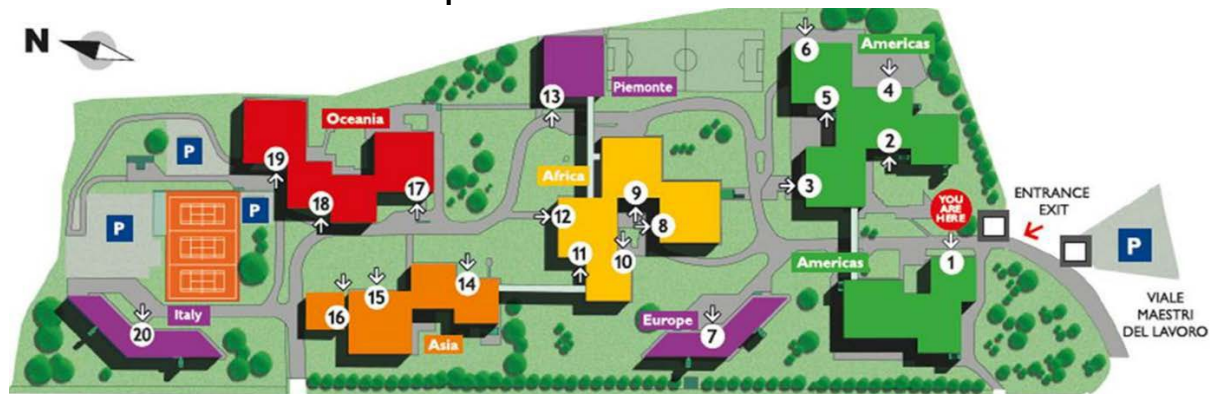 N
6
Americas
4
5
2
3
Piemonte
13
Oceania
P
19
17
18
P
P
Africa
9
12
8
10
11
YOU
ARE
HERE
ENTRANCE
EXIT
1
P
Americas
VIALE
MAESTRI
DEL LAVORO
14
15
16
Asia
Europe
7
Italy
20